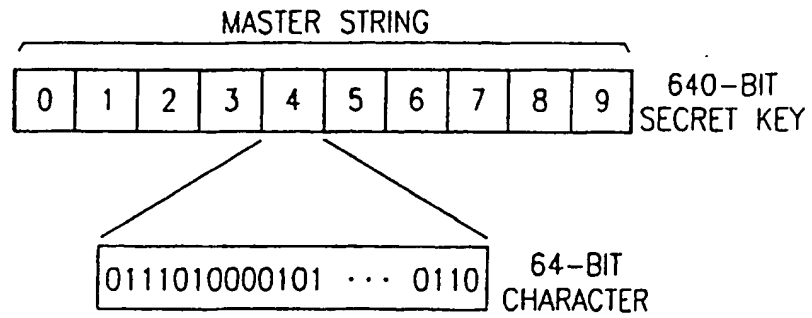 MASTER STRING
0 1 2 3 4 5 6 7 8 9
640-BIT
SECRET KEY
0111010000101 ··· 0110
64-BIT
CHARACTER